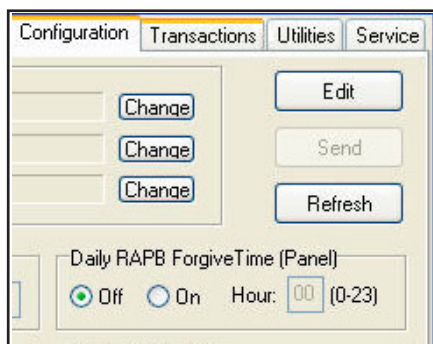 Configuration Transactions Utilities Service
Edit
Change
Change
Send
Change
Refresh
Daily RAPB ForgiveTime (Panel)
Off On Hour: 00 (0-23)